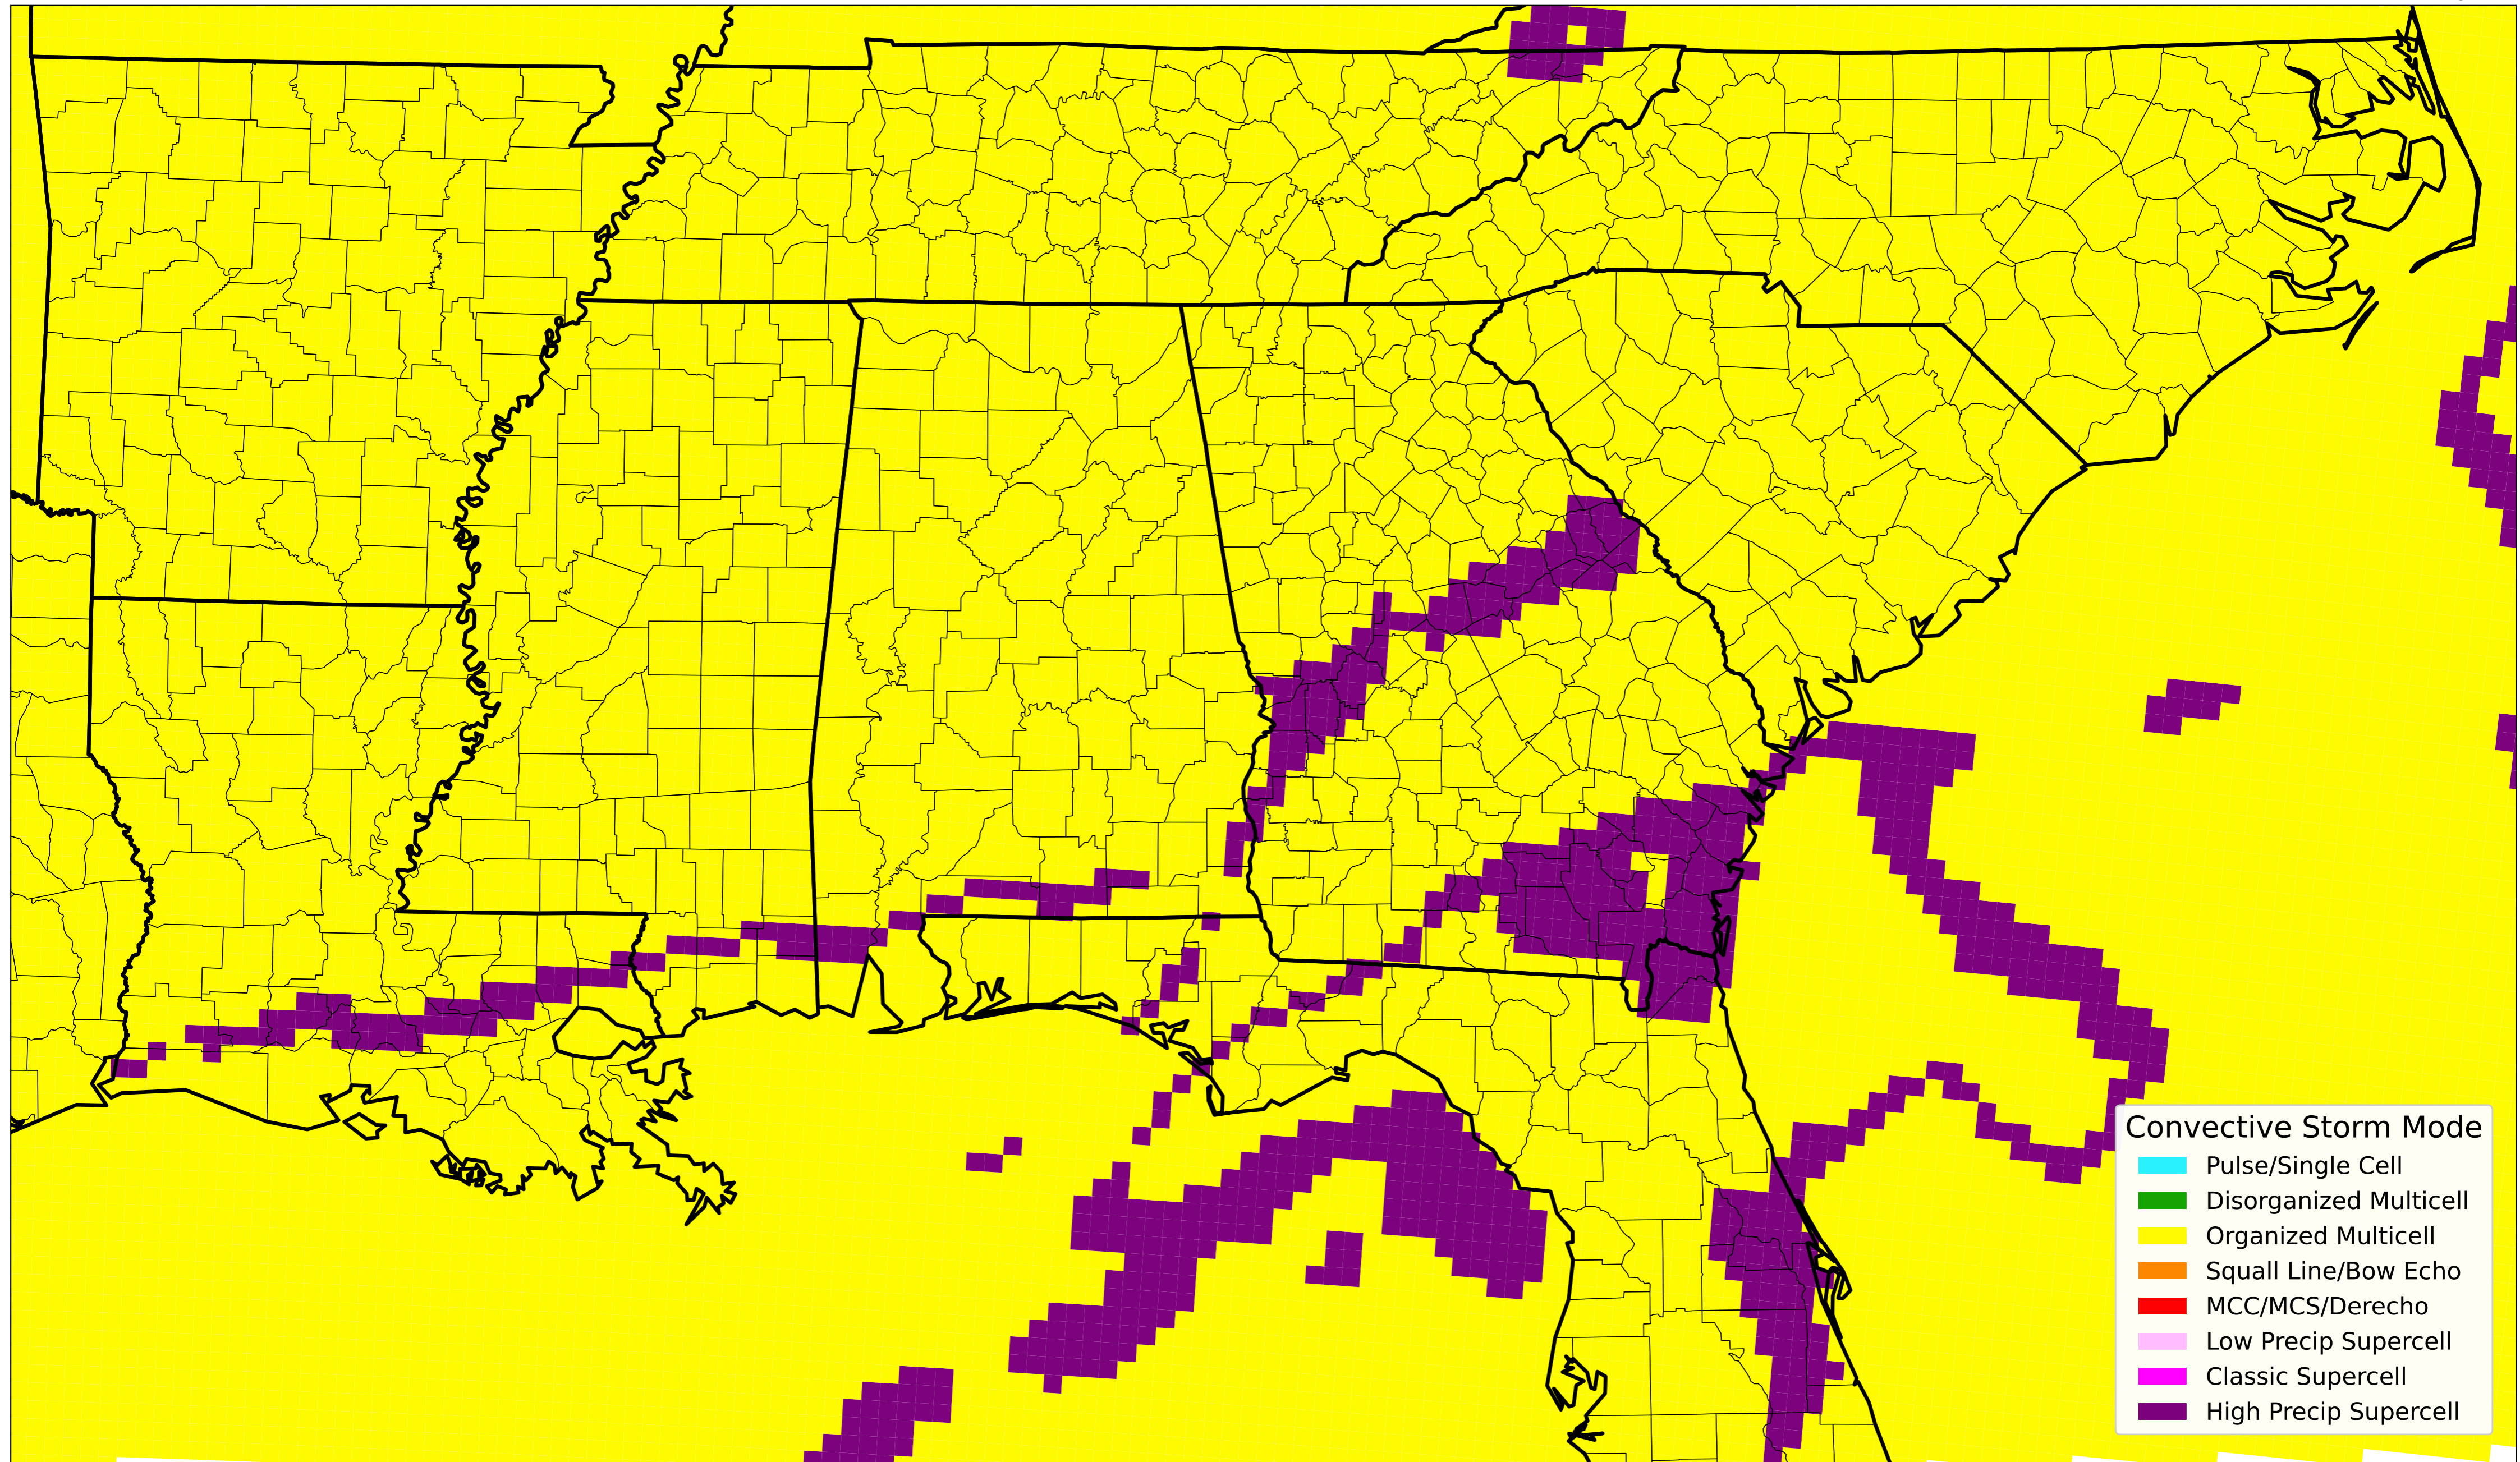 Convective Storm Mode
Pulse/Single Cell
Disorganized Multicell
Organized Multicell
Squall Line/Bow Echo
MCC/MCS/Derecho
Low Precip Supercell
Classic Supercell
High Precip Supercell